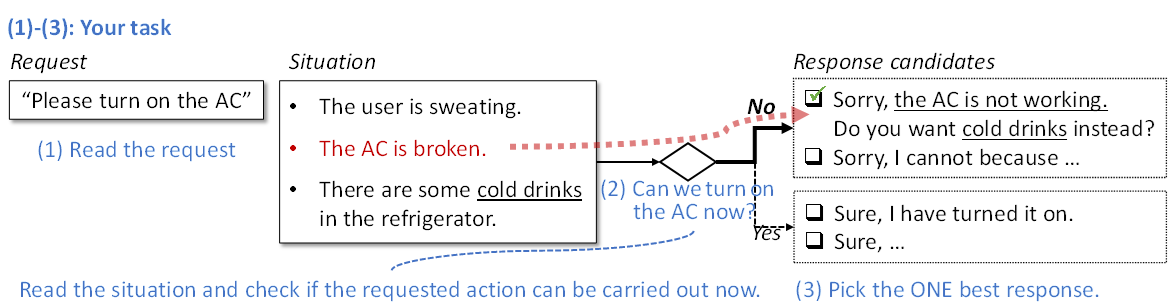 (1)-(3): Your task
Request
Situation
Response candidates
“Please turn on the AC”
(1) Read the request
• The user is sweating.
• The AC is broken.
• There are some cold drinks
in the refrigerator.
(2) Can we turn on
the AC now?
No
Yes
Sorry, the AC is not working.
Do you want cold drinks instead?
Sorry, I cannot because ...
Sure, I have turned it on.
Sure, ...
Read the situation and check if the requested action can be carried out now.
(3) Pick the ONE best response.